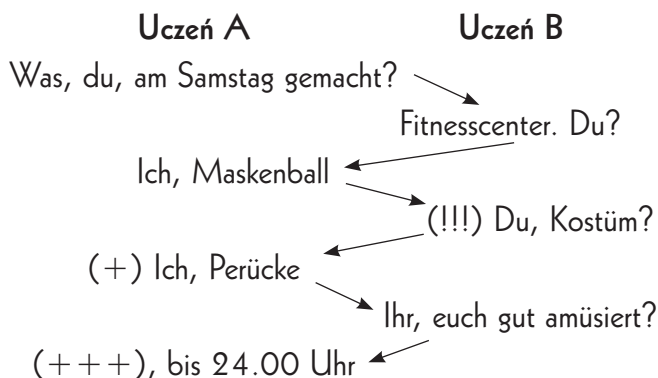 Uczeń A Uczeń B
Was, du, am Samstag gemacht?
Fitnesscenter. Du?
Ich, Maskenball
(!!!) Du, Kostüm?
(+) Ich, Perücke
Ihr, euch gut amüsiert?
(+++), bis 24.00 Uhr